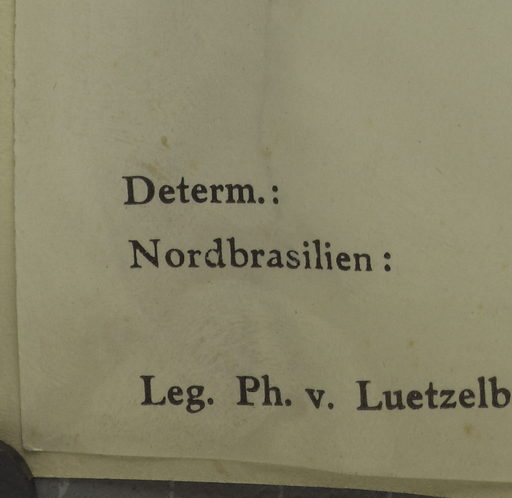 Determ.:
Nordbrasilien :
Leg. Ph. v. Luetzelb